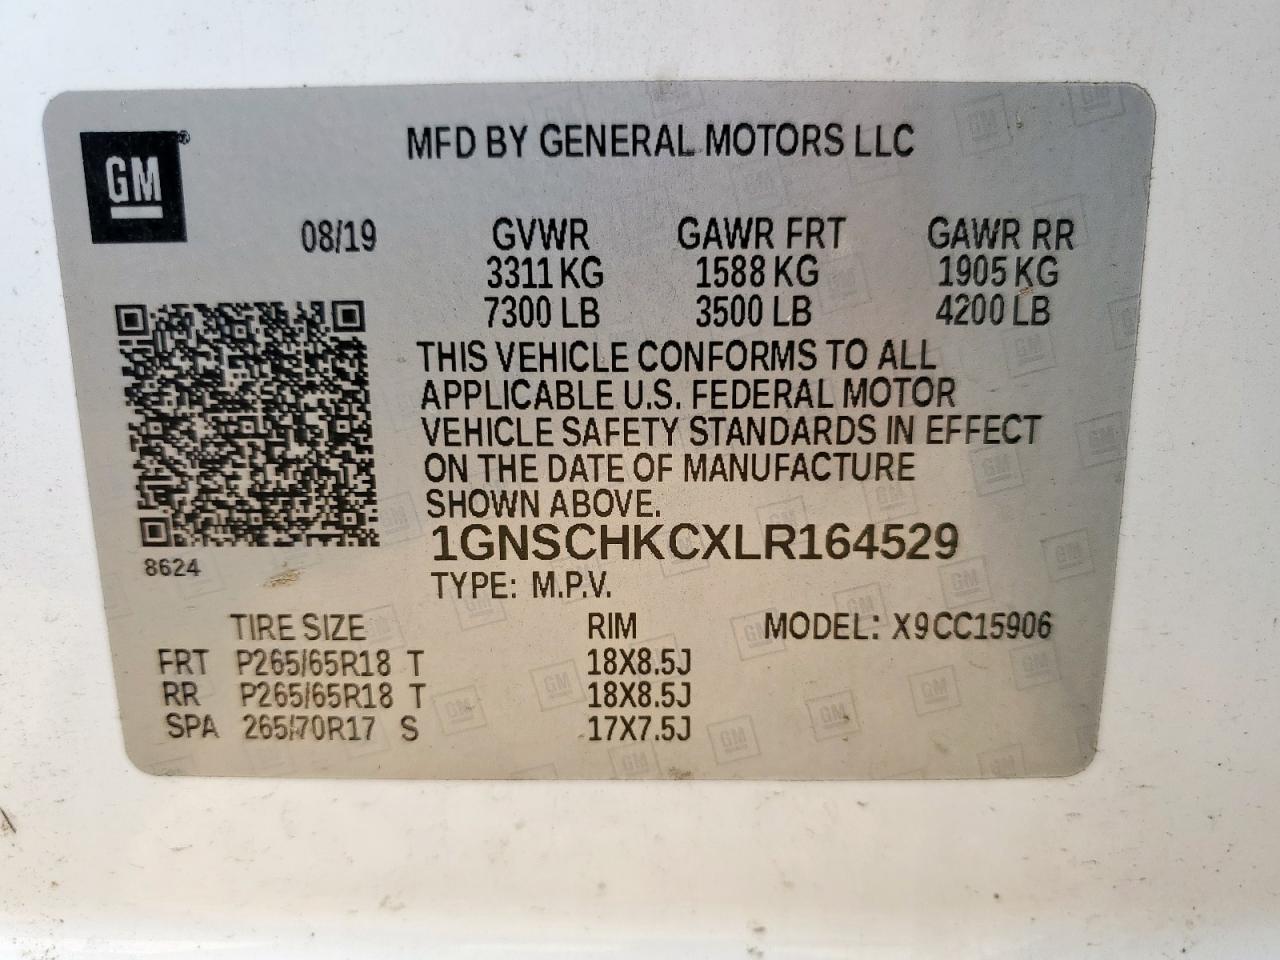 GM®
MFD BY GENERAL MOTORS LLC
08/19 GVWR GAWR FRT GAWR RR
3311 KG 1588 KG 1905 KG
7300 LB 3500 LB 4200 LB
THIS VEHICLE CONFORMS TO ALL
APPLICABLE U.S. FEDERAL MOTOR
VEHICLE SAFETY STANDARDS IN EFFECT
ON THE DATE OF MANUFACTURE
SHOWN ABOVE.
1GNSCHKCXLR164529
8624
TYPE: M.P.V.
TIRE SIZE RIM MODEL: X9CC15906
FRT P265/65R18 T 18X8.5J
RR P265/65R18 T 18X8.5J
SPA 265/70R17 S 17X7.5J